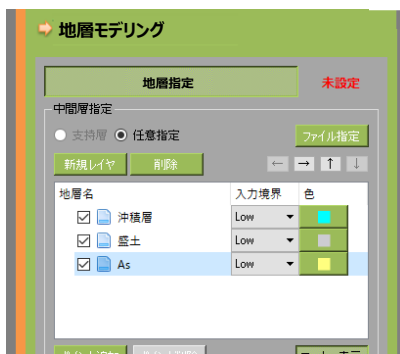 地層モデリング
地層指定 未設定
中間層指定
支持層 任意指定 ファイル指定
新規レイヤ 削除 ← → ↑ ↓
地層名 入力境界 色
沖積層 Low
盛土 Low
As Low